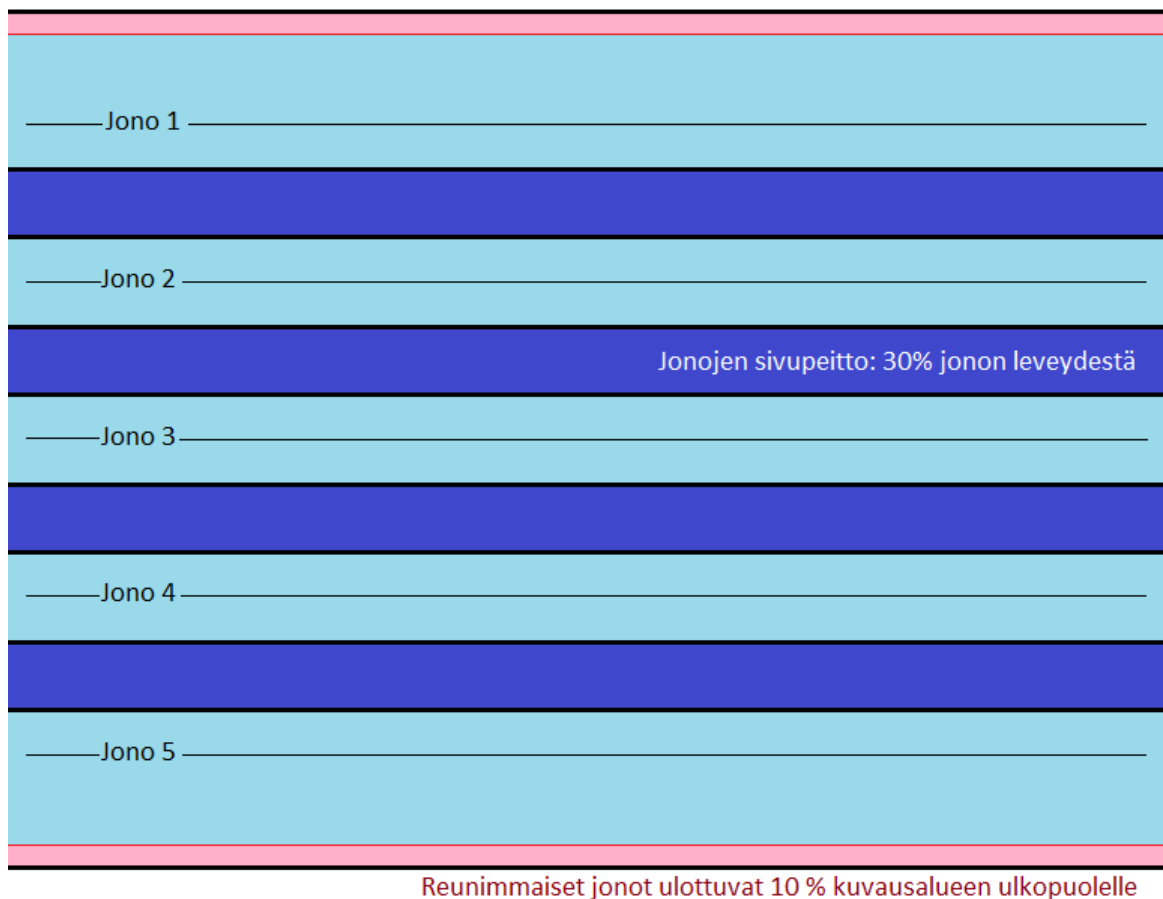 Jono 1
Jono 2
Jonojen sivupeitto: 30% jonon leveydestä
Jono 3
Jono 4
Jono 5
Reunimmaiset jonot ulottuvat 10 % kuvausalueen ulkopuolelle